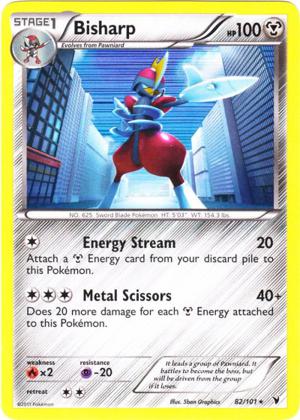 STAGE1 Bisharp HP100
Evolves from Pawniard
NO. 625 Sword Blade Pokémon HT: 5'03" WT: 154.3 lbs.
Energy Stream 20
Attach a Energy card from your discard pile to
this Pokémon.
Metal Scissors 40+
Does 20 more damage for each Energy attached
to this Pokémon.
weakness resistance
×2 -20
retreat
It leads a group of Pawniard. It
battles to become the boss, but
will be driven from the group
if it loses.
Illus. 5ban Graphics 82/101
©2011 Pokémon